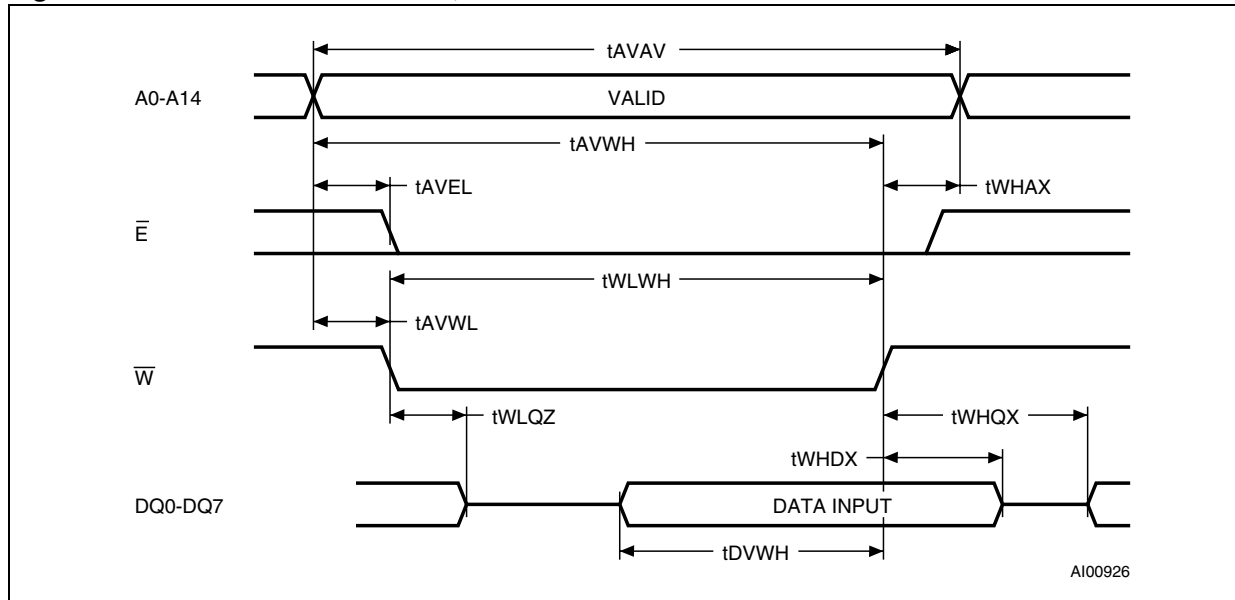 tAVAV
A0-A14
VALID
tAVWH
tAVEL
tWHAX
E̅
tWLWH
tAVWL
W̅
tWLQZ
tWHQX
tWHDX
DQ0-DQ7
DATA INPUT
tDVWH
AI00926